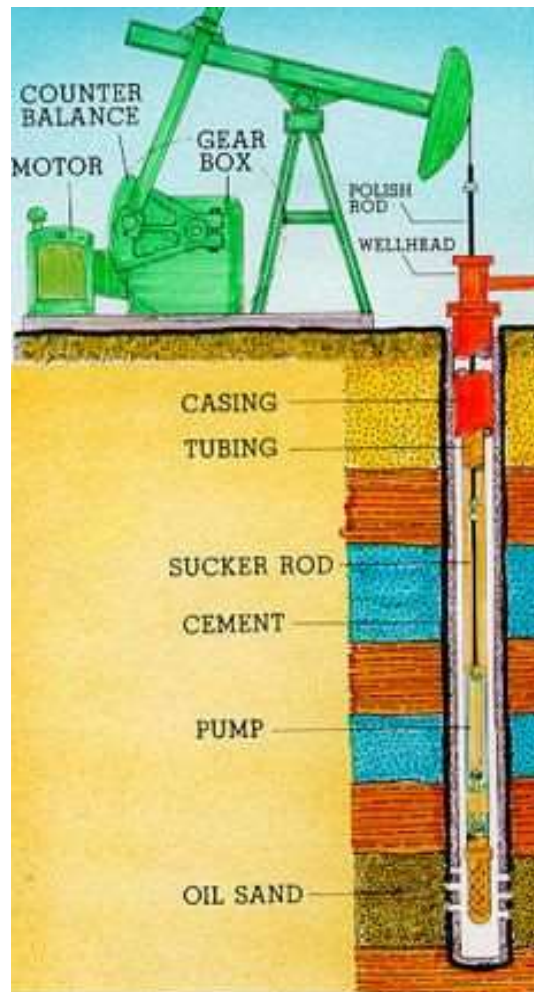 COUNTER
BALANCE
GEAR
BOX
MOTOR
POLISH
ROD
WELLHEAD
CASING
TUBING
SUCKER ROD
CEMENT
PUMP
OIL SAND